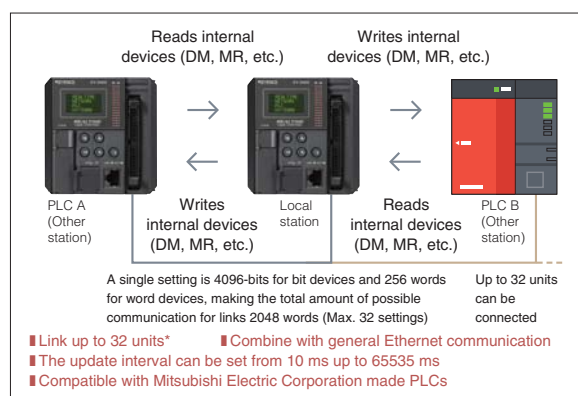 Reads internal
devices (DM, MR, etc.)
Writes internal
devices (DM, MR, etc.)
PLC A
(Other
station)
Writes
internal devices
(DM, MR, etc.)
Local
station
Reads
internal devices
(DM, MR, etc.)
PLC B
(Other
station)
A single setting is 4096-bits for bit devices and 256 words
for word devices, making the total amount of possible
communication for links 2048 words (Max. 32 settings)
Up to 32 units
can be
connected
Link up to 32 units*
Combine with general Ethernet communication
The update interval can be set from 10 ms up to 65535 ms
Compatible with Mitsubishi Electric Corporation made PLCs